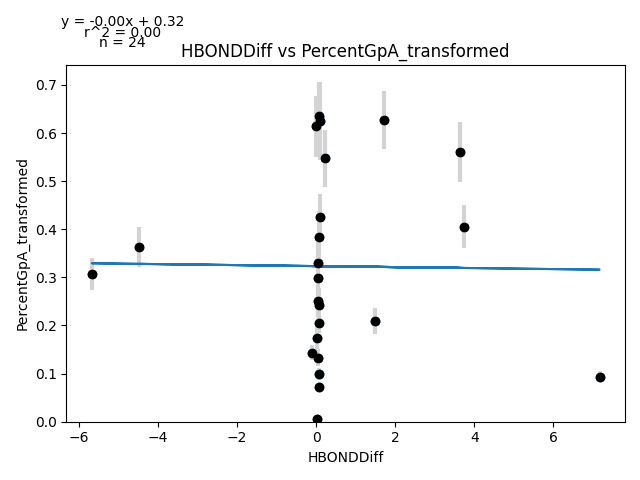 y = -0.00x + 0.32
r^2 = 0.00
n = 24
HBONDDiff vs PercentGpA_transformed
PercentGpA_transformed
0.7
0.6
0.5
0.4
0.3
0.2
0.1
0.0
−6
−4
−2
0
2
4
6
HBONDDiff